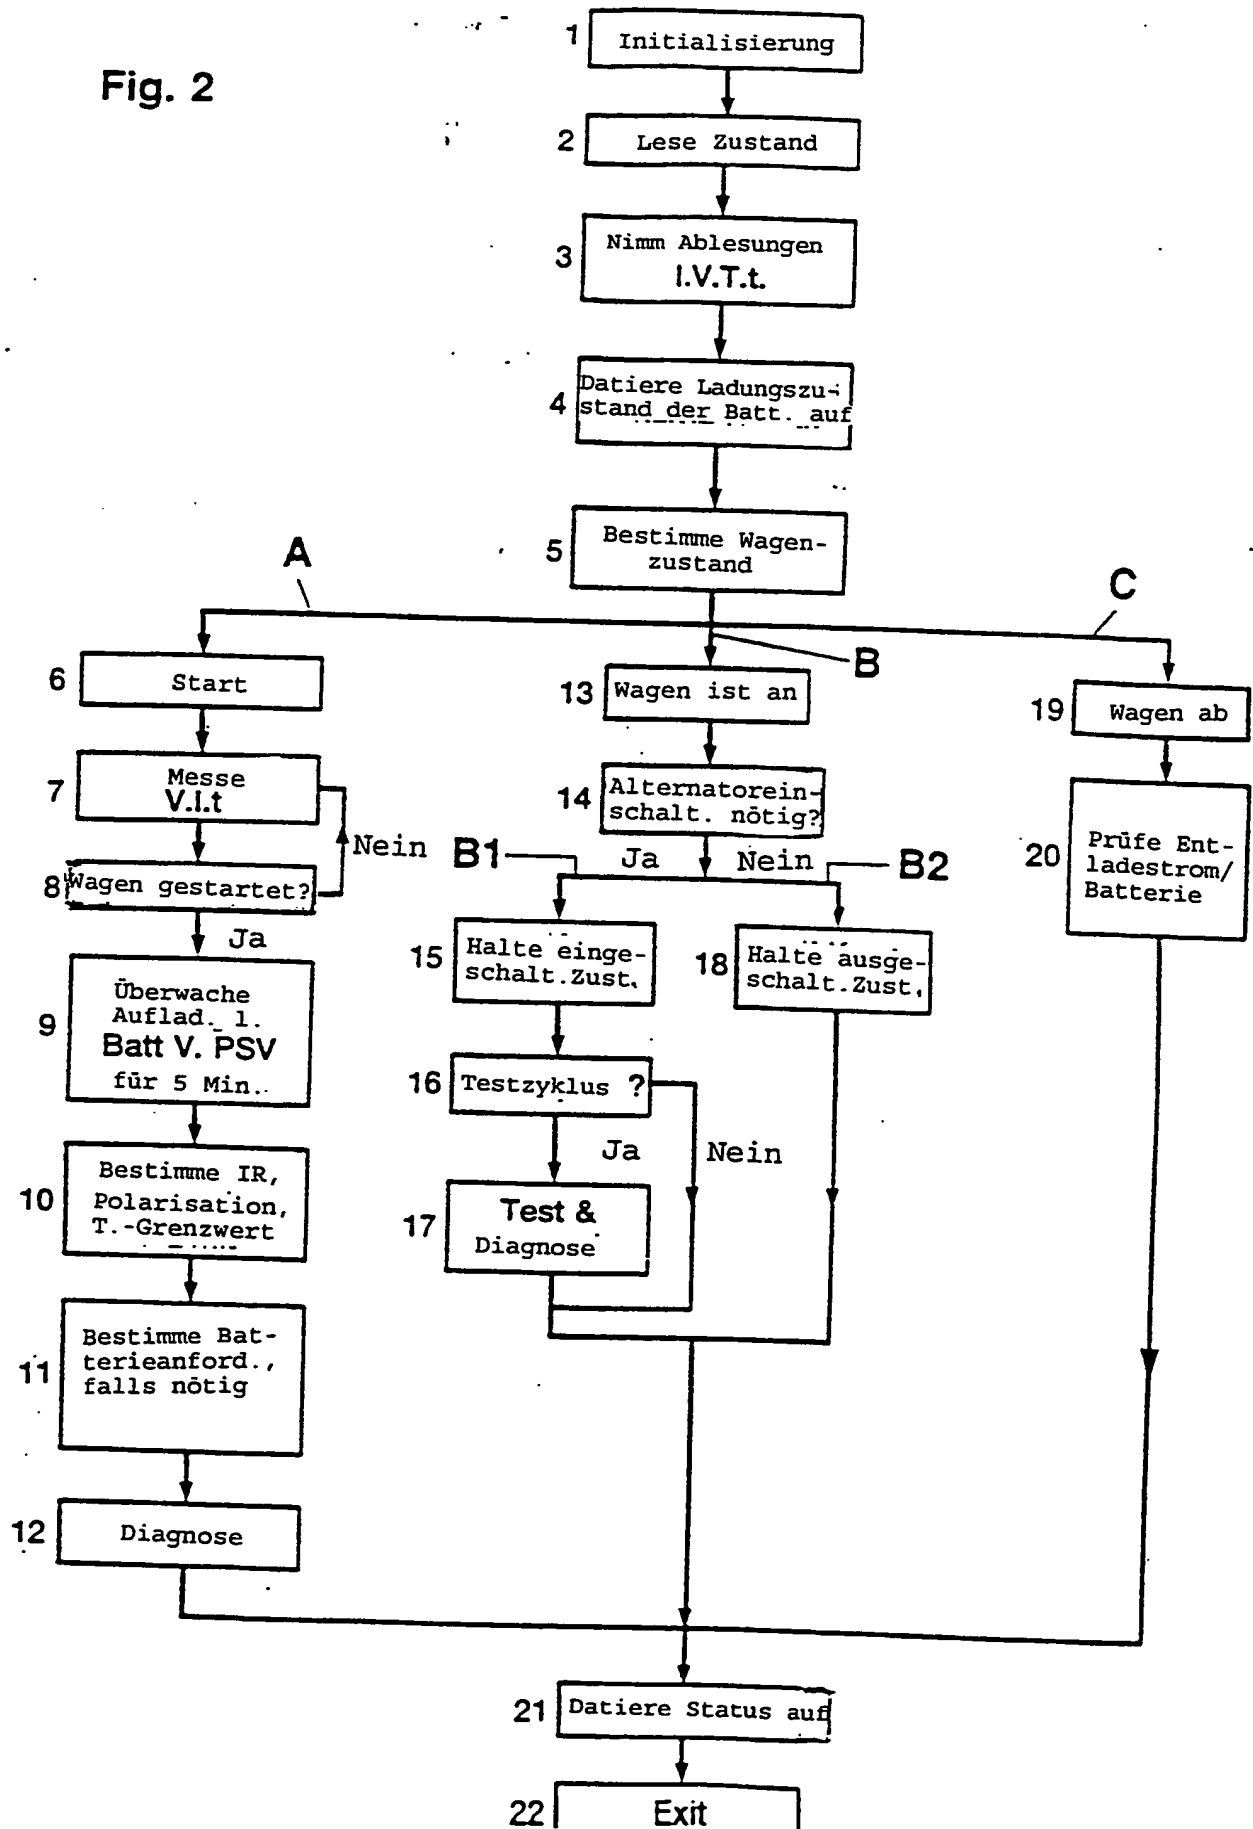 Fig. 2
1
Initialisierung
2
Lese Zustand
3
Nimm Ablesungen
I.V.T.t.
4
Datiere Ladungszu-
stand der Batt. auf
5
Bestimme Wagen-
zustand
A
B
C
6
Start
7
Messe
V.I.t
Nein
8
Wagen gestartet?
Ja
9
Überwache
Auflad. l.
Batt V. PSV
für 5 Min.
10
Bestimme IR,
Polarisation,
T.-Grenzwert
11
Bestimme Bat-
terieanford.,
falls nötig
12
Diagnose
13
Wagen ist an
14
Alternatorein-
schalt. nötig?
B1
Ja
Nein
B2
15
Halte einge-
schalt.Zust.
16
Testzyklus ?
Ja
Nein
17
Test &
Diagnose
18
Halte ausge-
schalt.Zust.
19
Wagen ab
20
Prüfe Ent-
ladestrom/
Batterie
21
Datiere Status auf
22
Exit